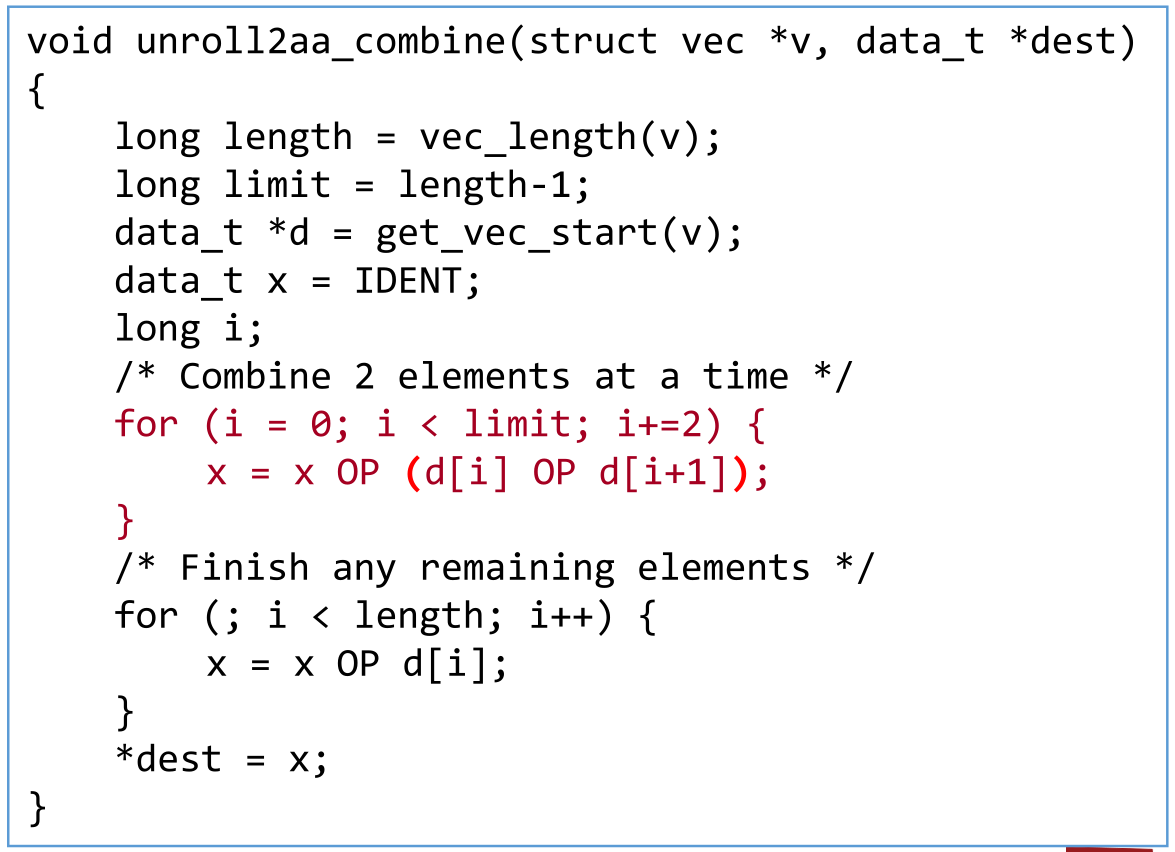 void unroll2aa_combine(struct vec *v, data_t *dest)
{
    long length = vec_length(v);
    long limit = length-1;
    data_t *d = get_vec_start(v);
    data_t x = IDENT;
    long i;
    /* Combine 2 elements at a time */
    for (i = 0; i < limit; i+=2) {
        x = x OP (d[i] OP d[i+1]);
    }
    /* Finish any remaining elements */
    for (; i < length; i++) {
        x = x OP d[i];
    }
    *dest = x;
}